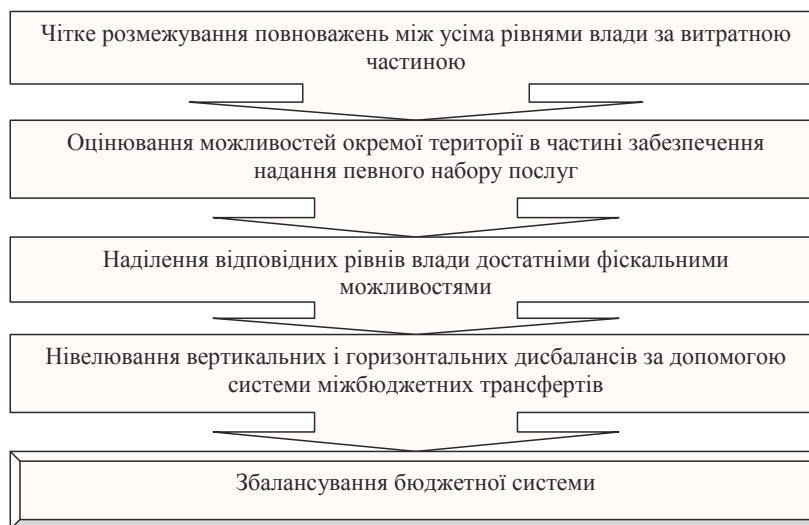 Чітке розмежування повноважень між усіма рівнями влади за витратною
частиною
Оцінювання можливостей окремої території в частині забезпечення
надання певного набору послуг
Наділення відповідних рівнів влади достатніми фіскальними
можливостями
Нівелювання вертикальних і горизонтальних дисбалансів за допомогою
системи міжбюджетних трансфертів
Збалансування бюджетної системи